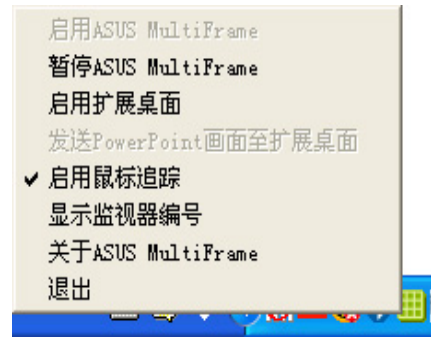 启用ASUS MultiFrame
暂停ASUS MultiFrame
启用扩展桌面
发送PowerPoint画面至扩展桌面
启用鼠标追踪
显示监视器编号
关于ASUS MultiFrame
退出